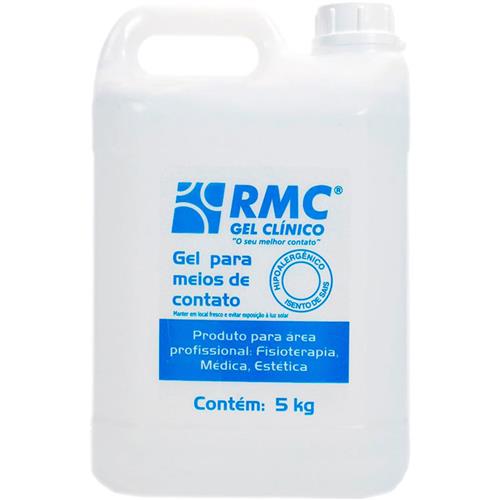 RMC®
GEL CLÍNICO
"O seu melhor contato"
Gel para
meios de
contato
HIPOALERGÊNICO
ISENTO DE SAIS
Manter em local fresco e evitar exposição à luz solar
Produto para área
profissional: Fisioterapia,
Médica, Estética
Contém: 5 kg